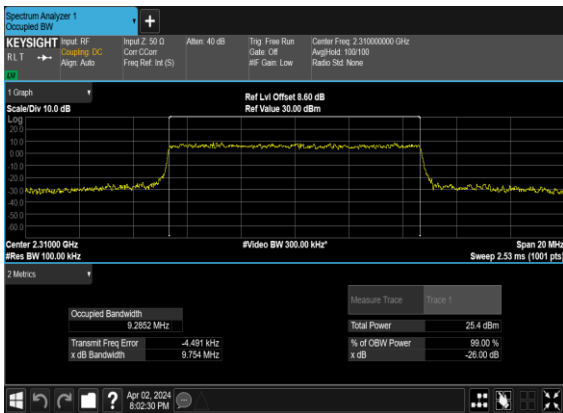 Spectrum Analyzer 1
Occupied BW
KEYSIGHT Input: RF Input Z: 50 Ω Atten: 40 dB Trig: Free Run Center Freq: 2.310000000 GHz
RLT Coupling: DC Corr CCorr Gate: Off Avg|Hold: 100/100
Align: Auto Freq Ref: Int (S) #IF Gain: Low Radio Std: None
1 Graph
Ref Lvl Offset 8.60 dB
Scale/Div 10.0 dB Ref Value 30.00 dBm
Log
20.0
10.0
0.00
-10.0
-20.0
-30.0
-40.0
-50.0
-60.0
Center 2.31000 GHz #Video BW 300.00 kHz* Span 20 MHz
#Res BW 100.00 kHz Sweep 2.53 ms (1001 pts)
2 Metrics
Measure Trace Trace 1
Occupied Bandwidth
9.2852 MHz Total Power 25.4 dBm
Transmit Freq Error -4.491 kHz % of OBW Power 99.00 %
x dB Bandwidth 9.754 MHz x dB -26.00 dB
Apr 02, 2024
8:02:30 PM